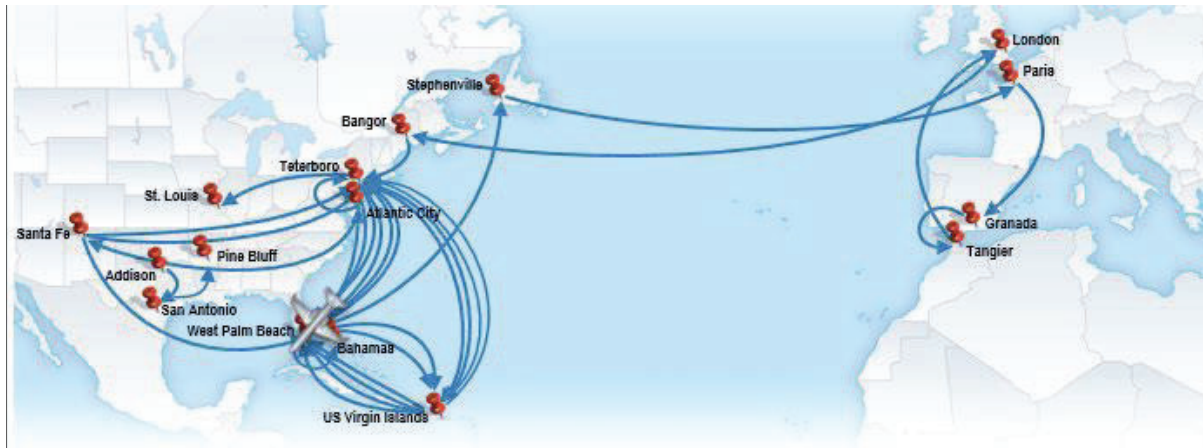 London
Paris
Stephenville
Bangor
Teterboro
St. Louis
Atlantic City
Santa Fe
Granada
Pine Bluff
Tangier
Addison
San Antonio
West Palm Beach
Bahamas
US Virgin Islands